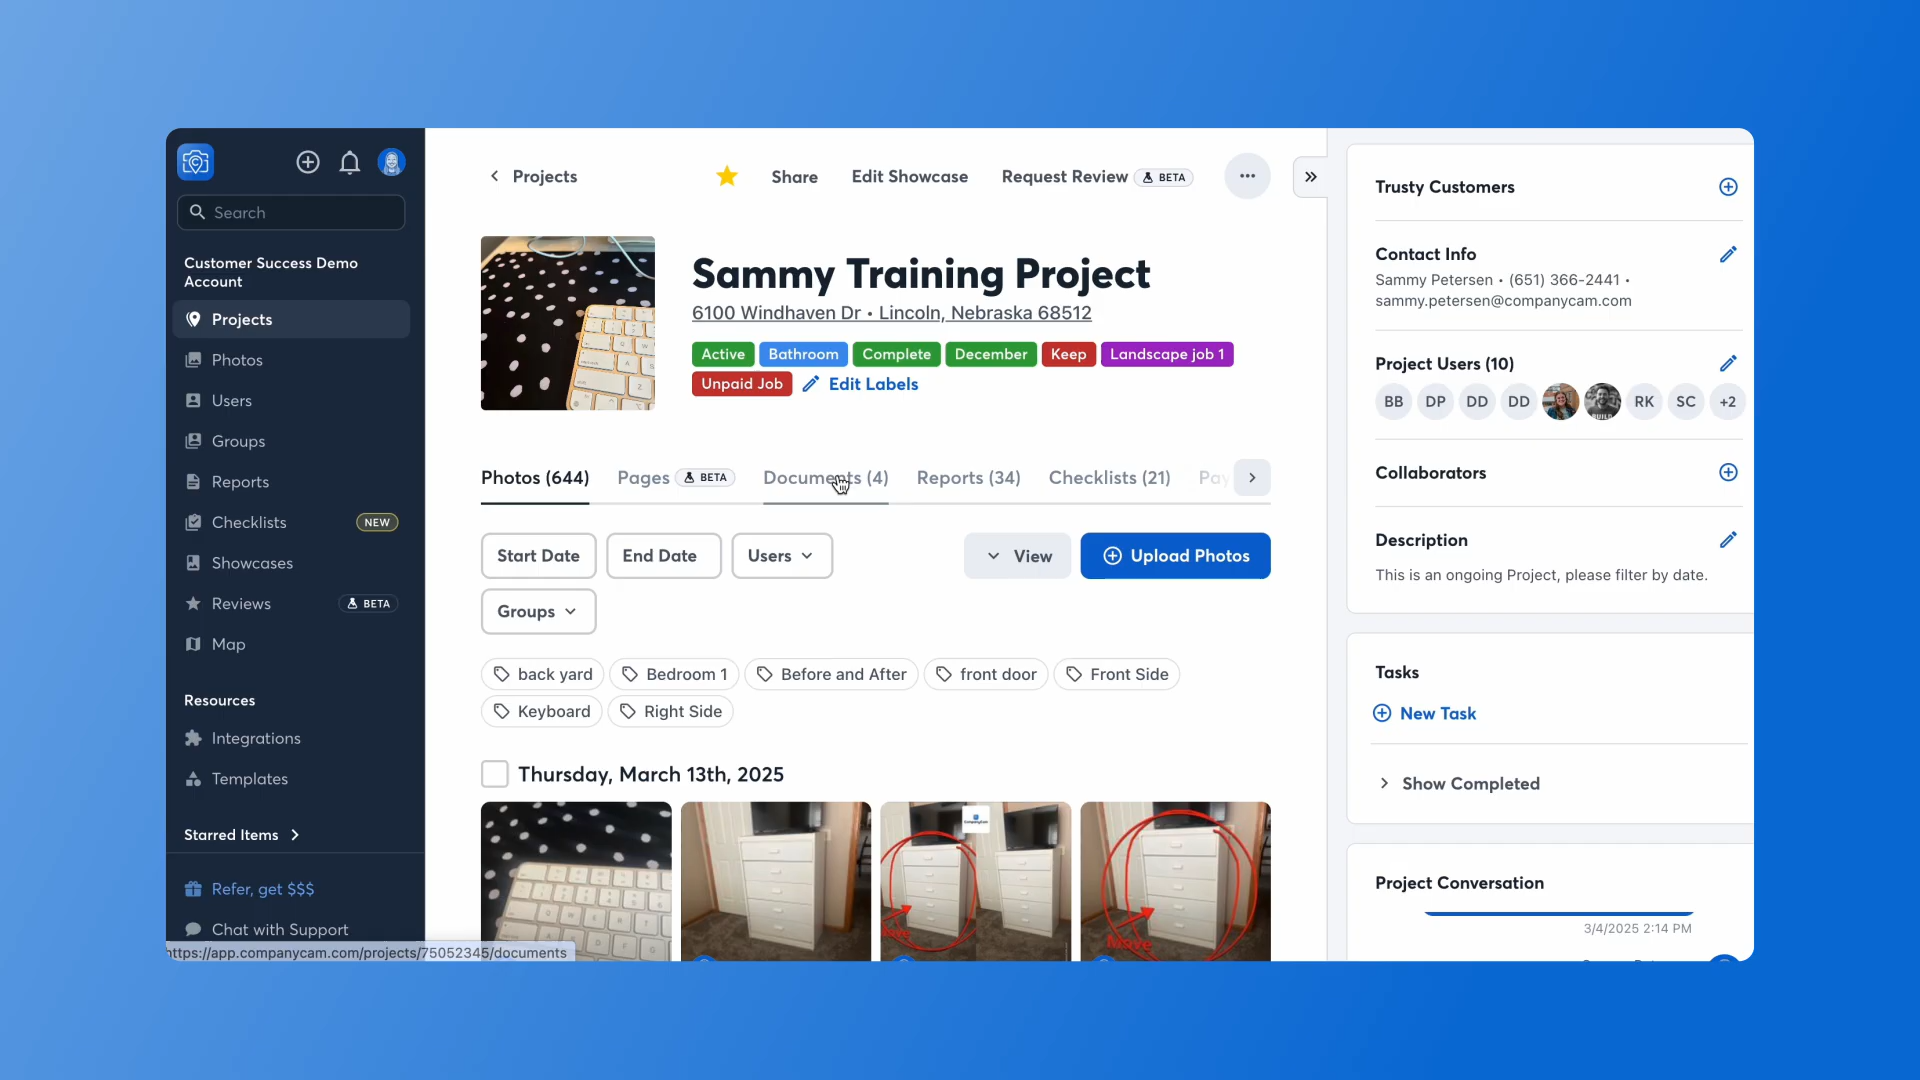 Search
Customer Success Demo
Account
Projects
Photos
Users
Groups
Reports
Checklists NEW
Showcases
Reviews BETA
Map
Resources
Integrations
Templates
Starred Items
Refer, get $$$
Chat with Support
https://app.companycam.com/projects/75052345/documents
Projects
Share Edit Showcase Request Review BETA
Sammy Training Project
6100 Windhaven Dr • Lincoln, Nebraska 68512
Active Bathroom Complete December Keep Landscape job 1
Unpaid Job Edit Labels
Photos (644) Pages BETA Documents (4) Reports (34) Checklists (21) Pay
Start Date End Date Users View Upload Photos
Groups
back yard Bedroom 1 Before and After front door Front Side
Keyboard Right Side
Thursday, March 13th, 2025
CompanyCam
Move
Trusty Customers
Contact Info
Sammy Petersen • (651) 366-2441 •
sammy.petersen@companycam.com
Project Users (10)
BB DP DD DD RK SC +2
Collaborators
Description
This is an ongoing Project, please filter by date.
Tasks
New Task
Show Completed
Project Conversation
3/4/2025 2:14 PM